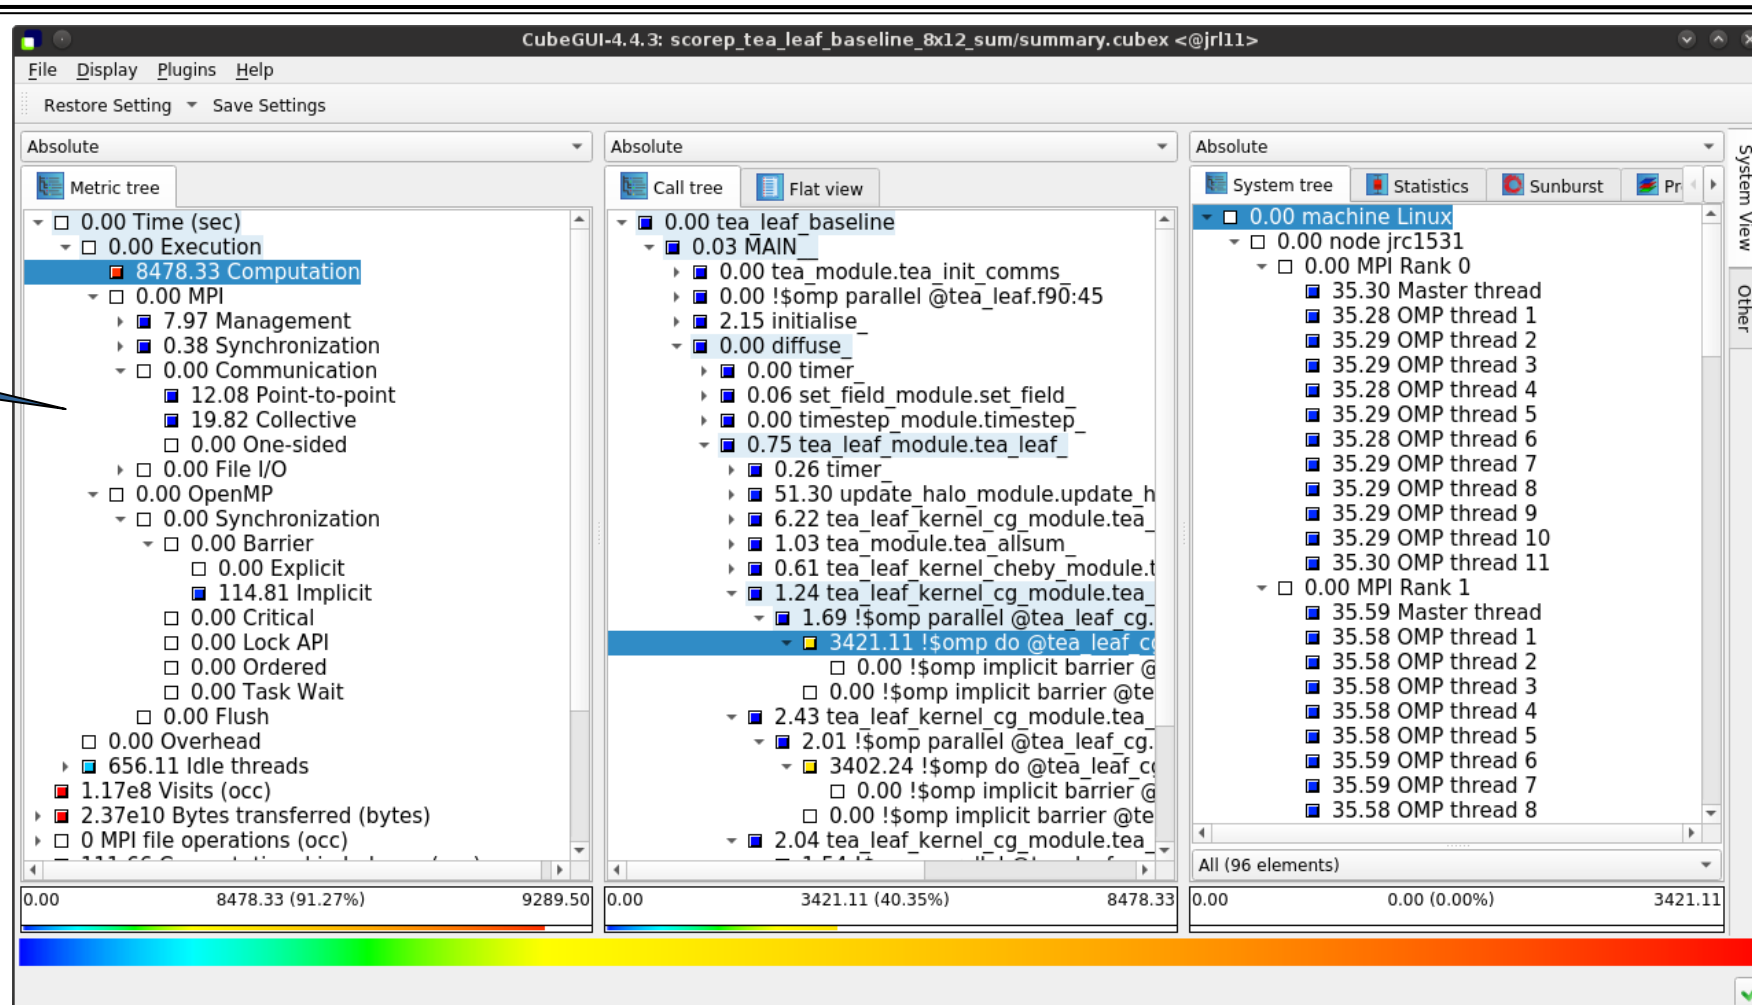 CubeGUI-4.4.3: scorep_tea_leaf_baseline_8x12_sum/summary.cubex <@jrl11>
File Display Plugins Help
Restore Setting Save Settings
Absolute
Metric tree
0.00 Time (sec)
0.00 Execution
8478.33 Computation
0.00 MPI
7.97 Management
0.38 Synchronization
0.00 Communication
12.08 Point-to-point
19.82 Collective
0.00 One-sided
0.00 File I/O
0.00 OpenMP
0.00 Synchronization
0.00 Barrier
0.00 Explicit
114.81 Implicit
0.00 Critical
0.00 Lock API
0.00 Ordered
0.00 Task Wait
0.00 Flush
0.00 Overhead
656.11 Idle threads
1.17e8 Visits (occ)
2.37e10 Bytes transferred (bytes)
0 MPI file operations (occ)
0.00 8478.33 (91.27%) 9289.50
Absolute
Call tree Flat view
0.00 tea_leaf_baseline
0.03 MAIN__
0.00 tea_module.tea_init_comms_
0.00 !$omp parallel @tea_leaf.f90:45
2.15 initialise_
0.00 diffuse_
0.00 timer_
0.06 set_field_module.set_field_
0.00 timestep_module.timestep_
0.75 tea_leaf_module.tea_leaf_
0.26 timer_
51.30 update_halo_module.update_h
6.22 tea_leaf_kernel_cg_module.tea_
1.03 tea_module.tea_allsum_
0.61 tea_leaf_kernel_cheby_module.t
1.24 tea_leaf_kernel_cg_module.tea_
1.69 !$omp parallel @tea_leaf_cg.
3421.11 !$omp do @tea_leaf_c
0.00 !$omp implicit barrier @
0.00 !$omp implicit barrier @te
2.43 tea_leaf_kernel_cg_module.tea_
2.01 !$omp parallel @tea_leaf_cg.
3402.24 !$omp do @tea_leaf_c
0.00 !$omp implicit barrier @
0.00 !$omp implicit barrier @te
2.04 tea_leaf_kernel_cg_module.tea_
0.00 3421.11 (40.35%) 8478.33
Absolute
System tree Statistics Sunburst Pr
0.00 machine Linux
0.00 node jrc1531
0.00 MPI Rank 0
35.30 Master thread
35.28 OMP thread 1
35.29 OMP thread 2
35.29 OMP thread 3
35.28 OMP thread 4
35.29 OMP thread 5
35.28 OMP thread 6
35.29 OMP thread 7
35.29 OMP thread 8
35.29 OMP thread 9
35.29 OMP thread 10
35.30 OMP thread 11
0.00 MPI Rank 1
35.59 Master thread
35.58 OMP thread 1
35.58 OMP thread 2
35.58 OMP thread 3
35.58 OMP thread 4
35.58 OMP thread 5
35.59 OMP thread 6
35.59 OMP thread 7
35.58 OMP thread 8
All (96 elements)
0.00 0.00 (0.00%) 3421.11
System View
Other